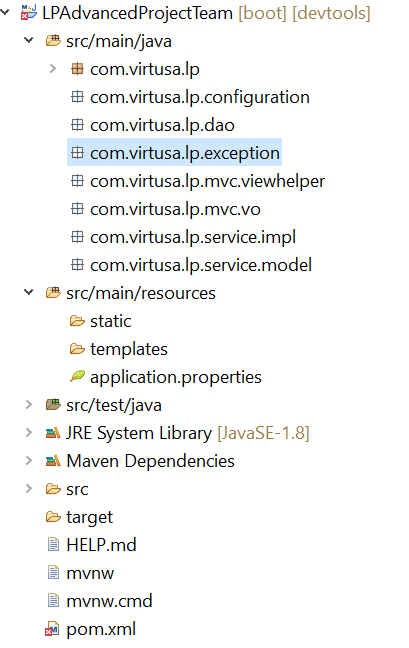 LPAdvancedProjectTeam [boot] [devtools]
src/main/java
com.virtusa.lp
com.virtusa.lp.configuration
com.virtusa.lp.dao
com.virtusa.lp.exception
com.virtusa.lp.mvc.viewhelper
com.virtusa.lp.mvc.vo
com.virtusa.lp.service.impl
com.virtusa.lp.service.model
src/main/resources
static
templates
application.properties
src/test/java
JRE System Library [JavaSE-1.8]
Maven Dependencies
src
target
HELP.md
mvnw
mvnw.cmd
pom.xml